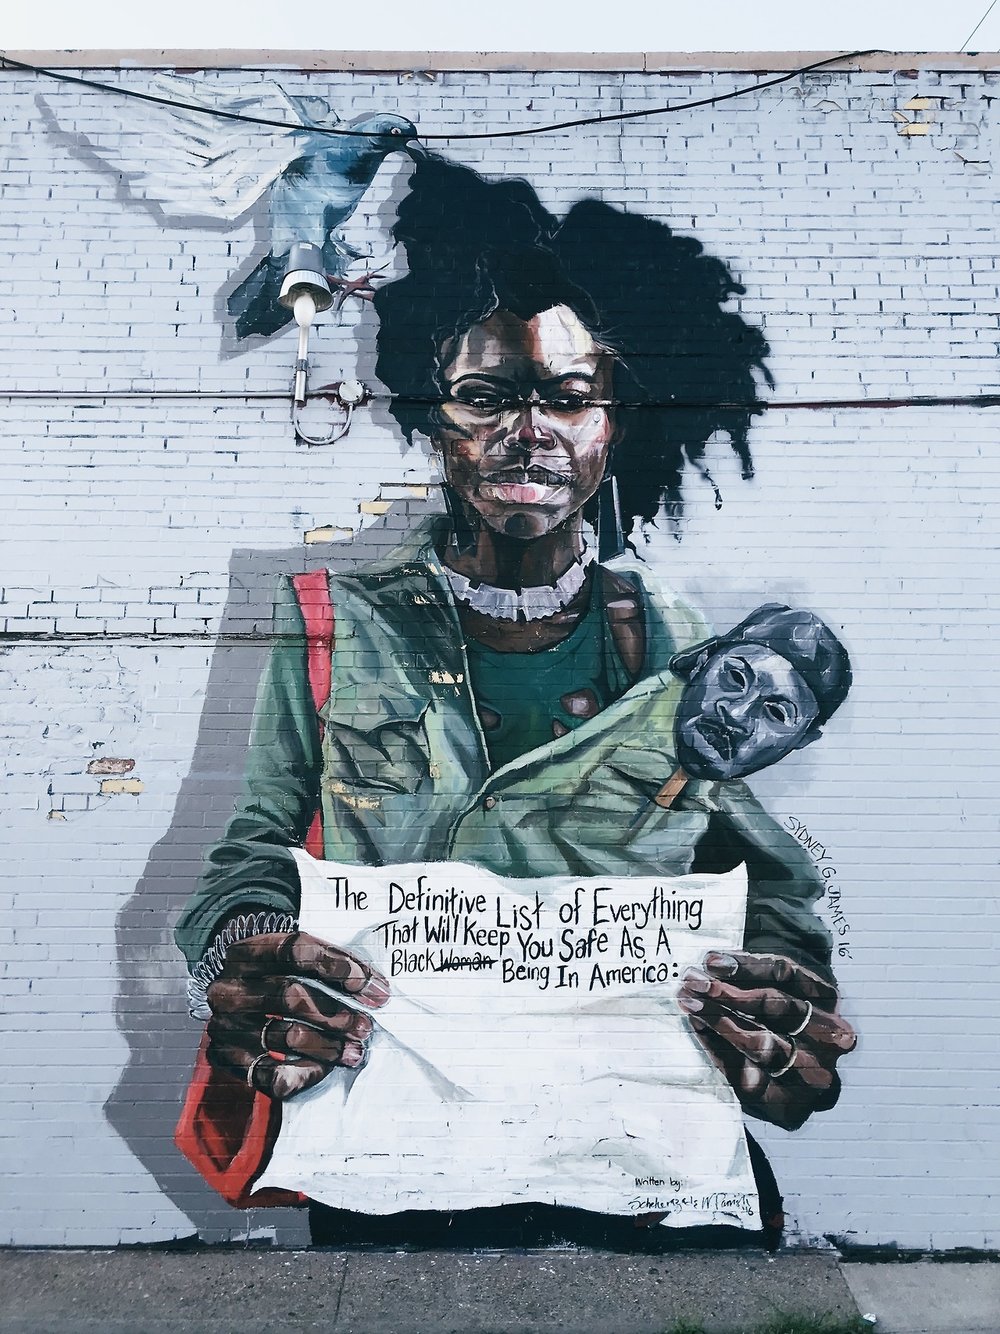 The Definitive List of Everything
That Will Keep You Safe As A
Black Woman Being In America:
SYDNEY G. JAMES 16
Written by: